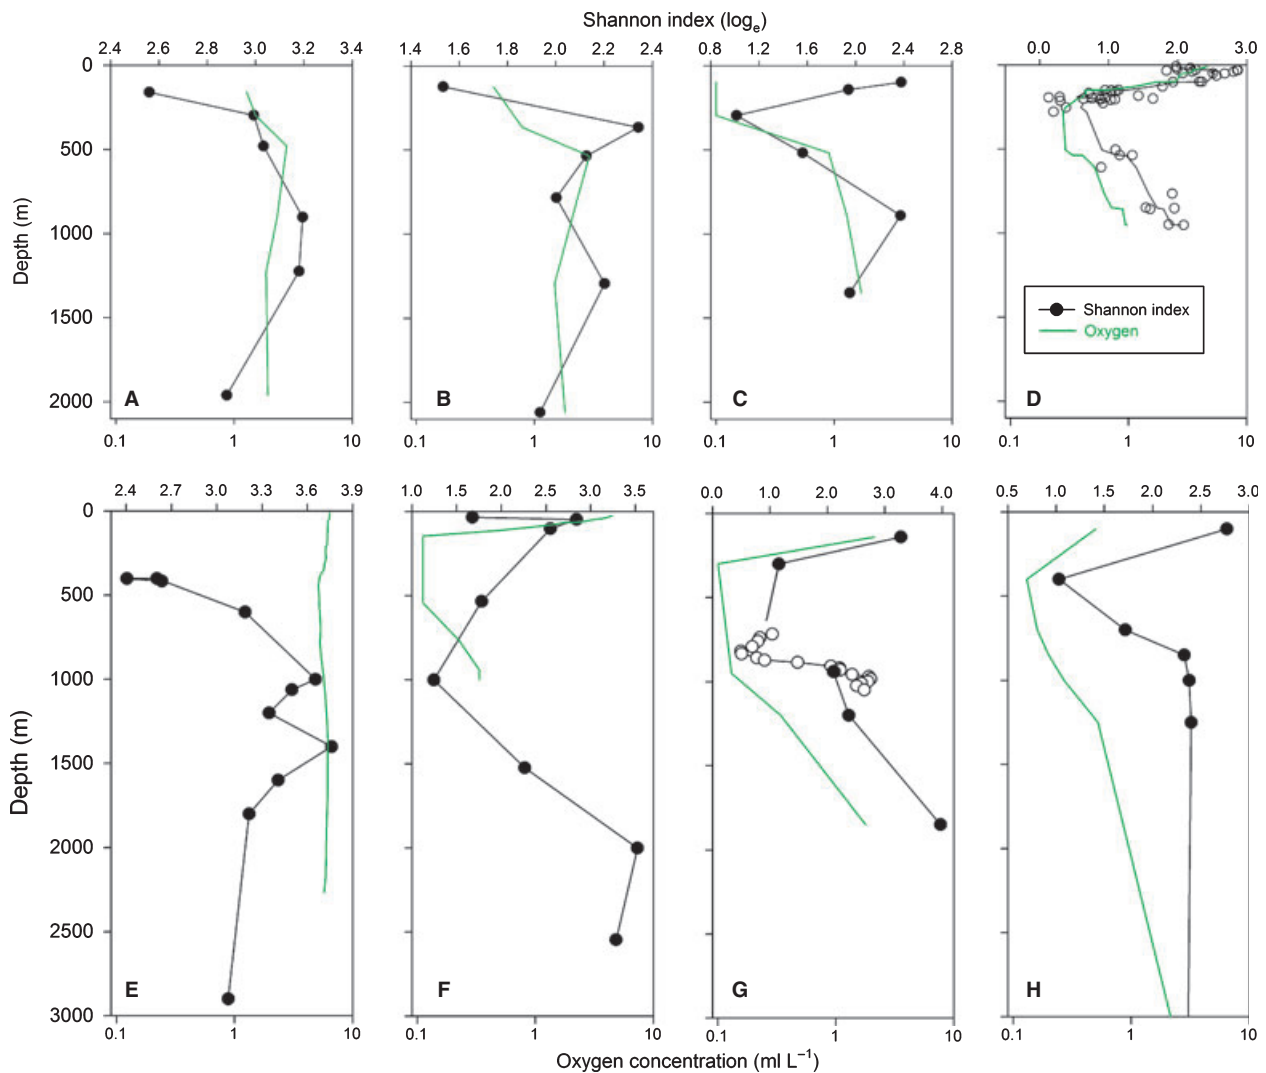 Shannon index (logₑ)
2.4 2.6 2.8 3.0 3.2 3.4
1.4 1.6 1.8 2.0 2.2 2.4
0.8 1.2 1.6 2.0 2.4 2.8
0.0 1.0 2.0 3.0
0
500
1000
1500
2000
Depth (m)
Shannon index
Oxygen
A
B
C
D
0.1 1 10
0.1 1 10
0.1 1 10
0.1 1 10
2.4 2.7 3.0 3.3 3.6 3.9
1.0 1.5 2.0 2.5 3.0 3.5
0.0 1.0 2.0 3.0 4.0
0.5 1.0 1.5 2.0 2.5 3.0
0
500
1000
1500
2000
2500
3000
Depth (m)
E
F
G
H
0.1 1 10
0.1 1 10
0.1 1 10
0.1 1 10
Oxygen concentration (ml L⁻¹)